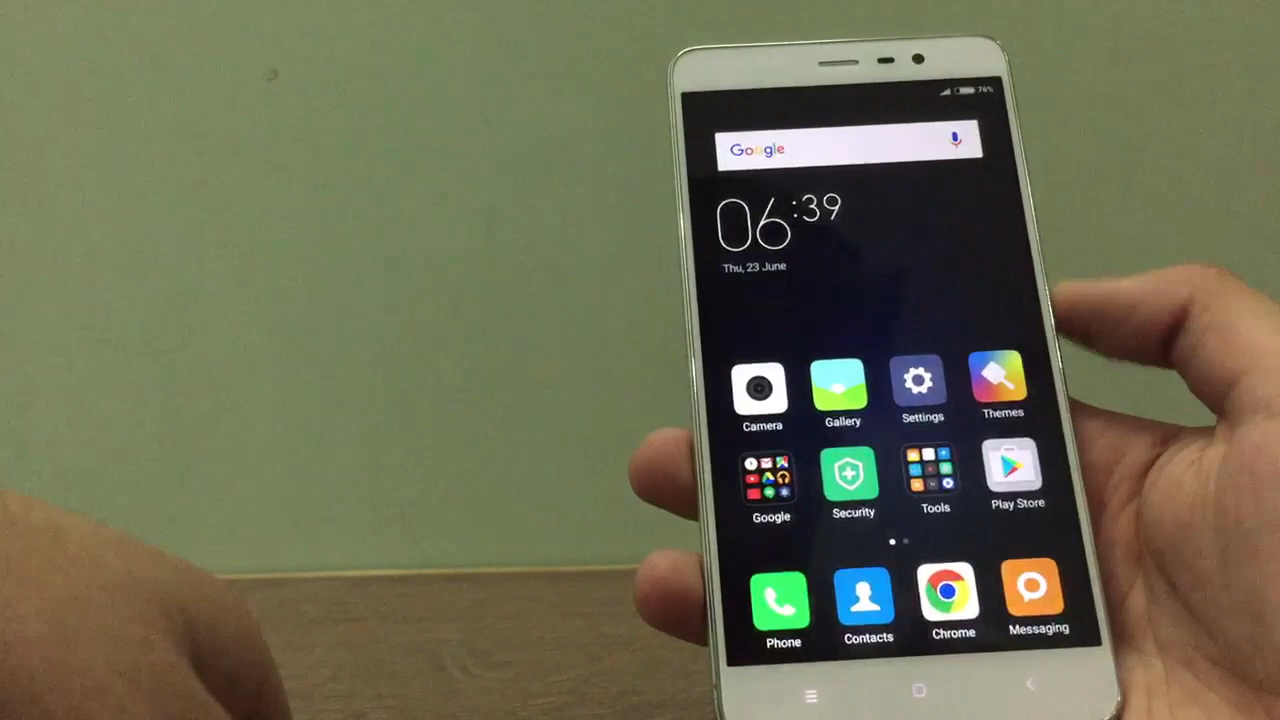 76%
Google
06:39
Thu, 23 June
Camera
Gallery
Settings
Themes
Google
Security
Tools
Play Store
Phone
Contacts
Chrome
Messaging